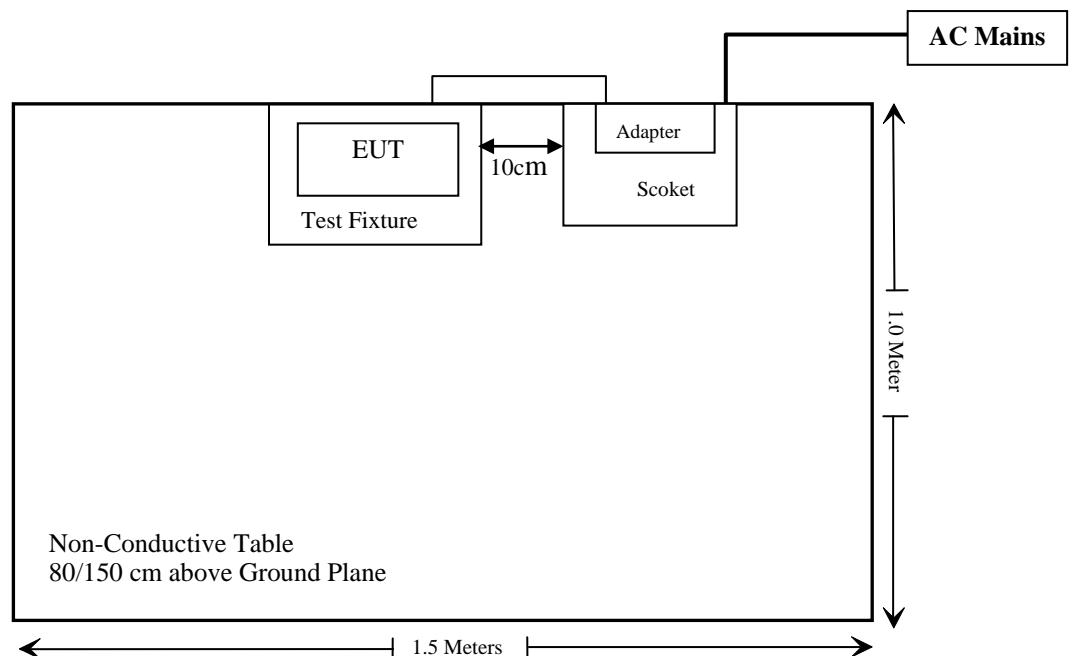 AC Mains
Adapter
EUT
10cm
Scoket
Test Fixture
1.0 Meter
Non-Conductive Table
80/150 cm above Ground Plane
1.5 Meters